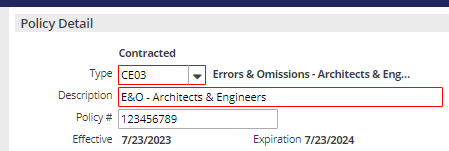 Policy Detail
Contracted
Type CE03 Errors & Omissions - Architects & Eng...
Description E&O - Architects & Engineers
Policy # 123456789
Effective 7/23/2023 Expiration 7/23/2024